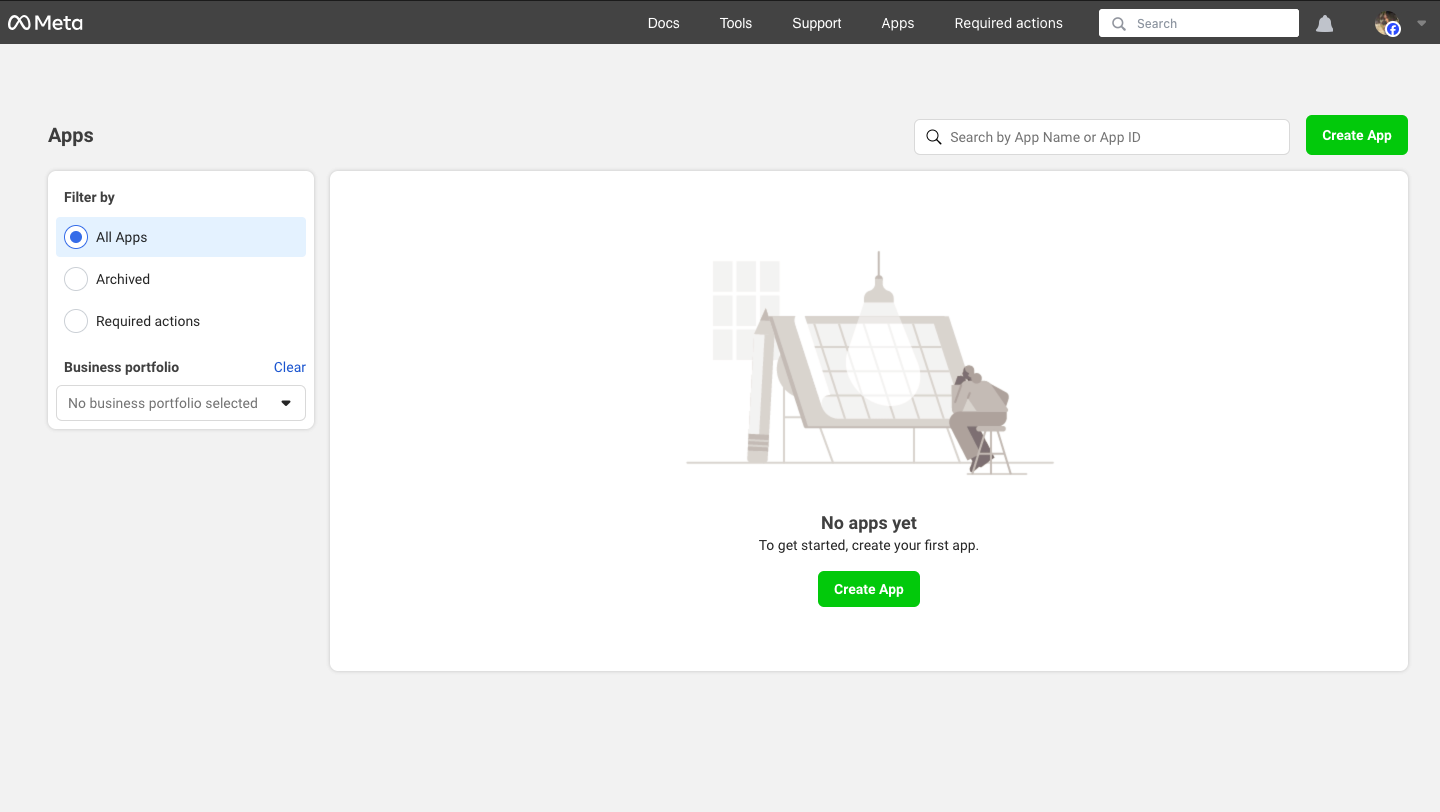 Meta
Docs Tools Support Apps Required actions Search
Apps
Search by App Name or App ID
Create App
Filter by
All Apps
Archived
Required actions
Business portfolio Clear
No business portfolio selected
No apps yet
To get started, create your first app.
Create App